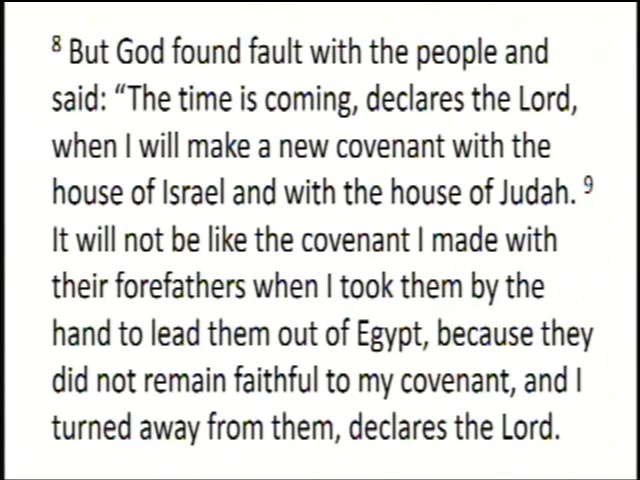 ⁸ But God found fault with the people and
said: “The time is coming, declares the Lord,
when I will make a new covenant with the
house of Israel and with the house of Judah. ⁹
It will not be like the covenant I made with
their forefathers when I took them by the
hand to lead them out of Egypt, because they
did not remain faithful to my covenant, and I
turned away from them, declares the Lord.